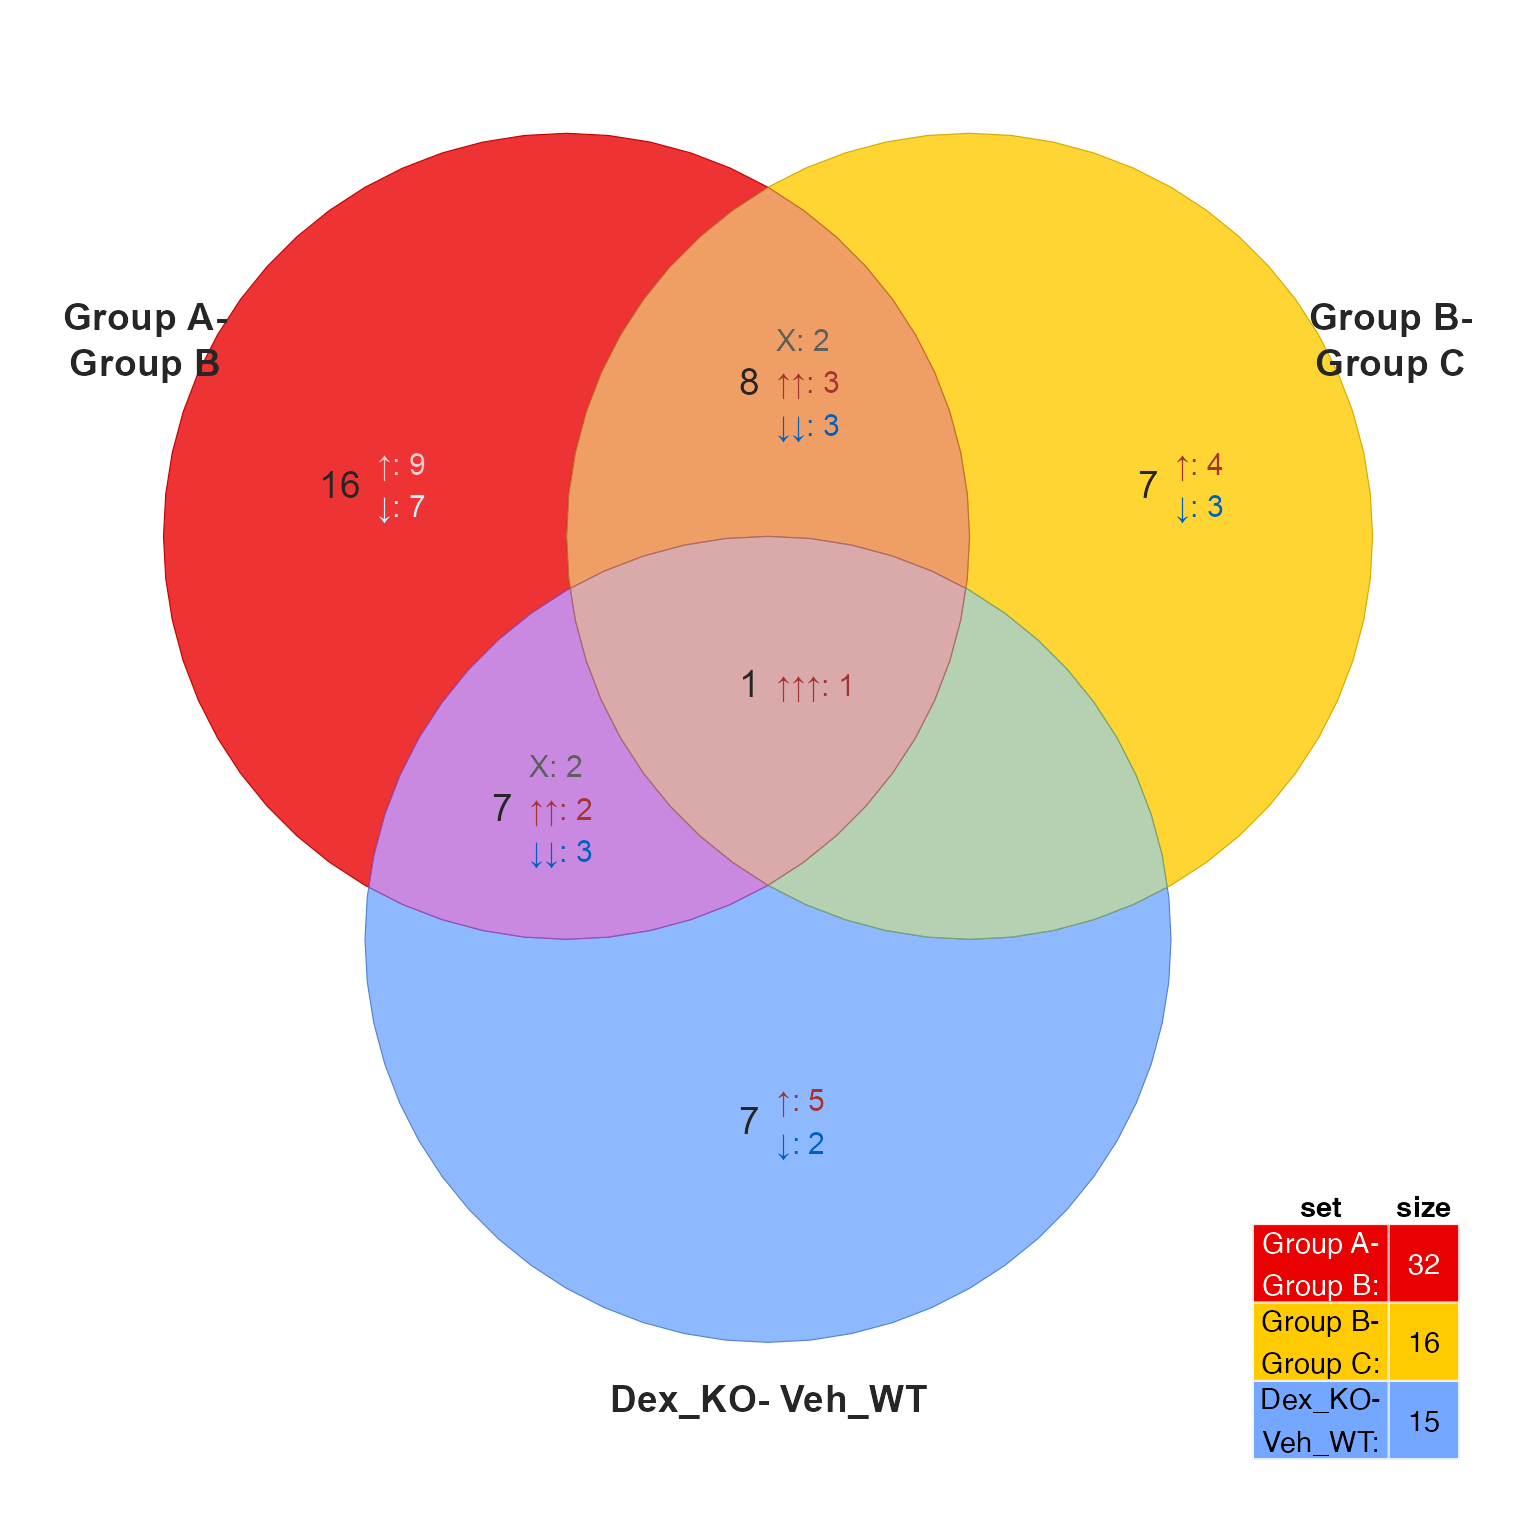 Group A-
Group B
Group B-
Group C
X: 2
8 ↑↑: 3
↓↓: 3
16 ↑: 9
↓: 7
7 ↑: 4
↓: 3
1 ↑↑↑: 1
X: 2
7 ↑↑: 2
↓↓: 3
7 ↑: 5
↓: 2
Dex_KO- Veh_WT
set size
Group A-
Group B: 32
Group B-
Group C: 16
Dex_KO-
Veh_WT: 15